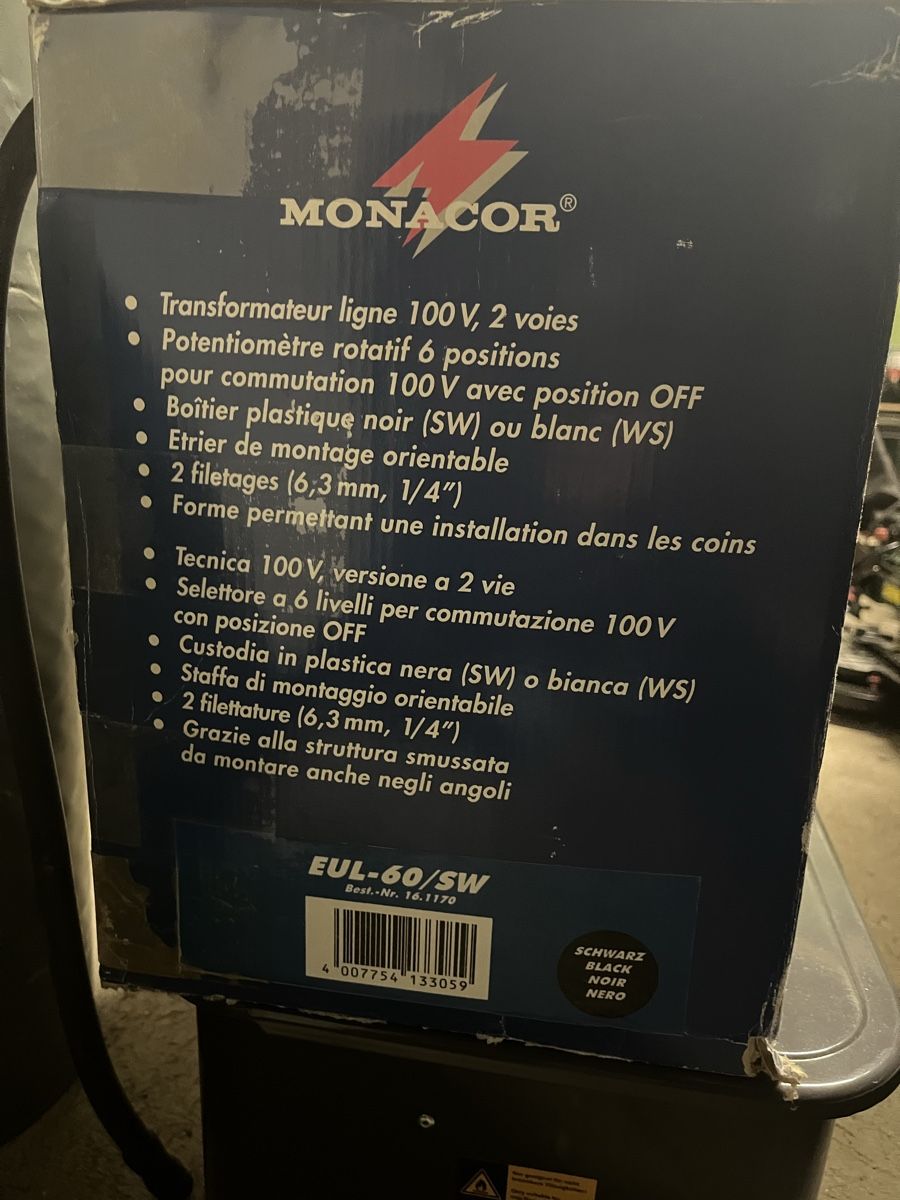 MONACOR®
• Transformateur ligne 100 V, 2 voies
• Potentiomètre rotatif 6 positions
pour commutation 100 V avec position OFF
• Boîtier plastique noir (SW) ou blanc (WS)
• Etrier de montage orientable
• 2 filetages (6,3 mm, 1/4″)
• Forme permettant une installation dans les coins
• Tecnica 100 V, versione a 2 vie
• Selettore a 6 livelli per commutazione 100 V
con posizione OFF
• Custodia in plastica nera (SW) o bianca (WS)
• Staffa di montaggio orientabile
• 2 filettature (6,3 mm, 1/4″)
• Grazie alla struttura smussata
da montare anche negli angoli
EUL-60/SW
Best.-Nr. 16.1170
4 007754 133059
SCHWARZ
BLACK
NOIR
NERO